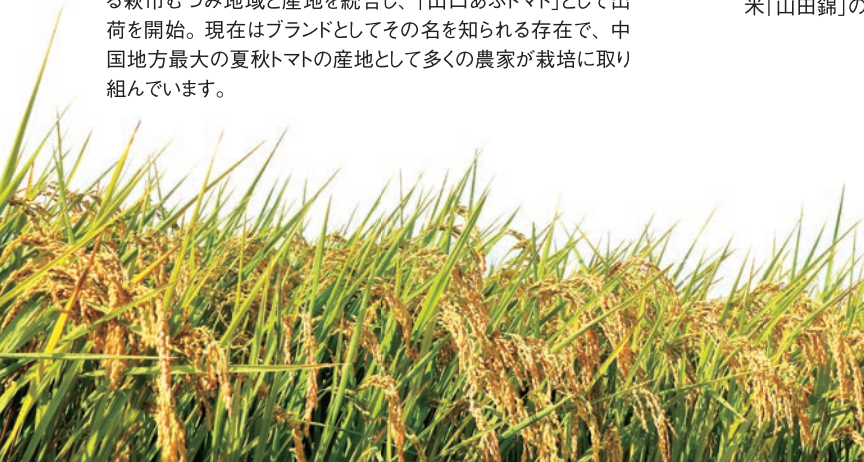 る萩市むつみ地域と産地を統合し、「山口あぶトマト」として出
荷を開始。現在はブランドとしてその名を知られる存在で、中
国地方最大の夏秋トマトの産地として多くの農家が栽培に取り
組んでいます。
米「山田錦」の